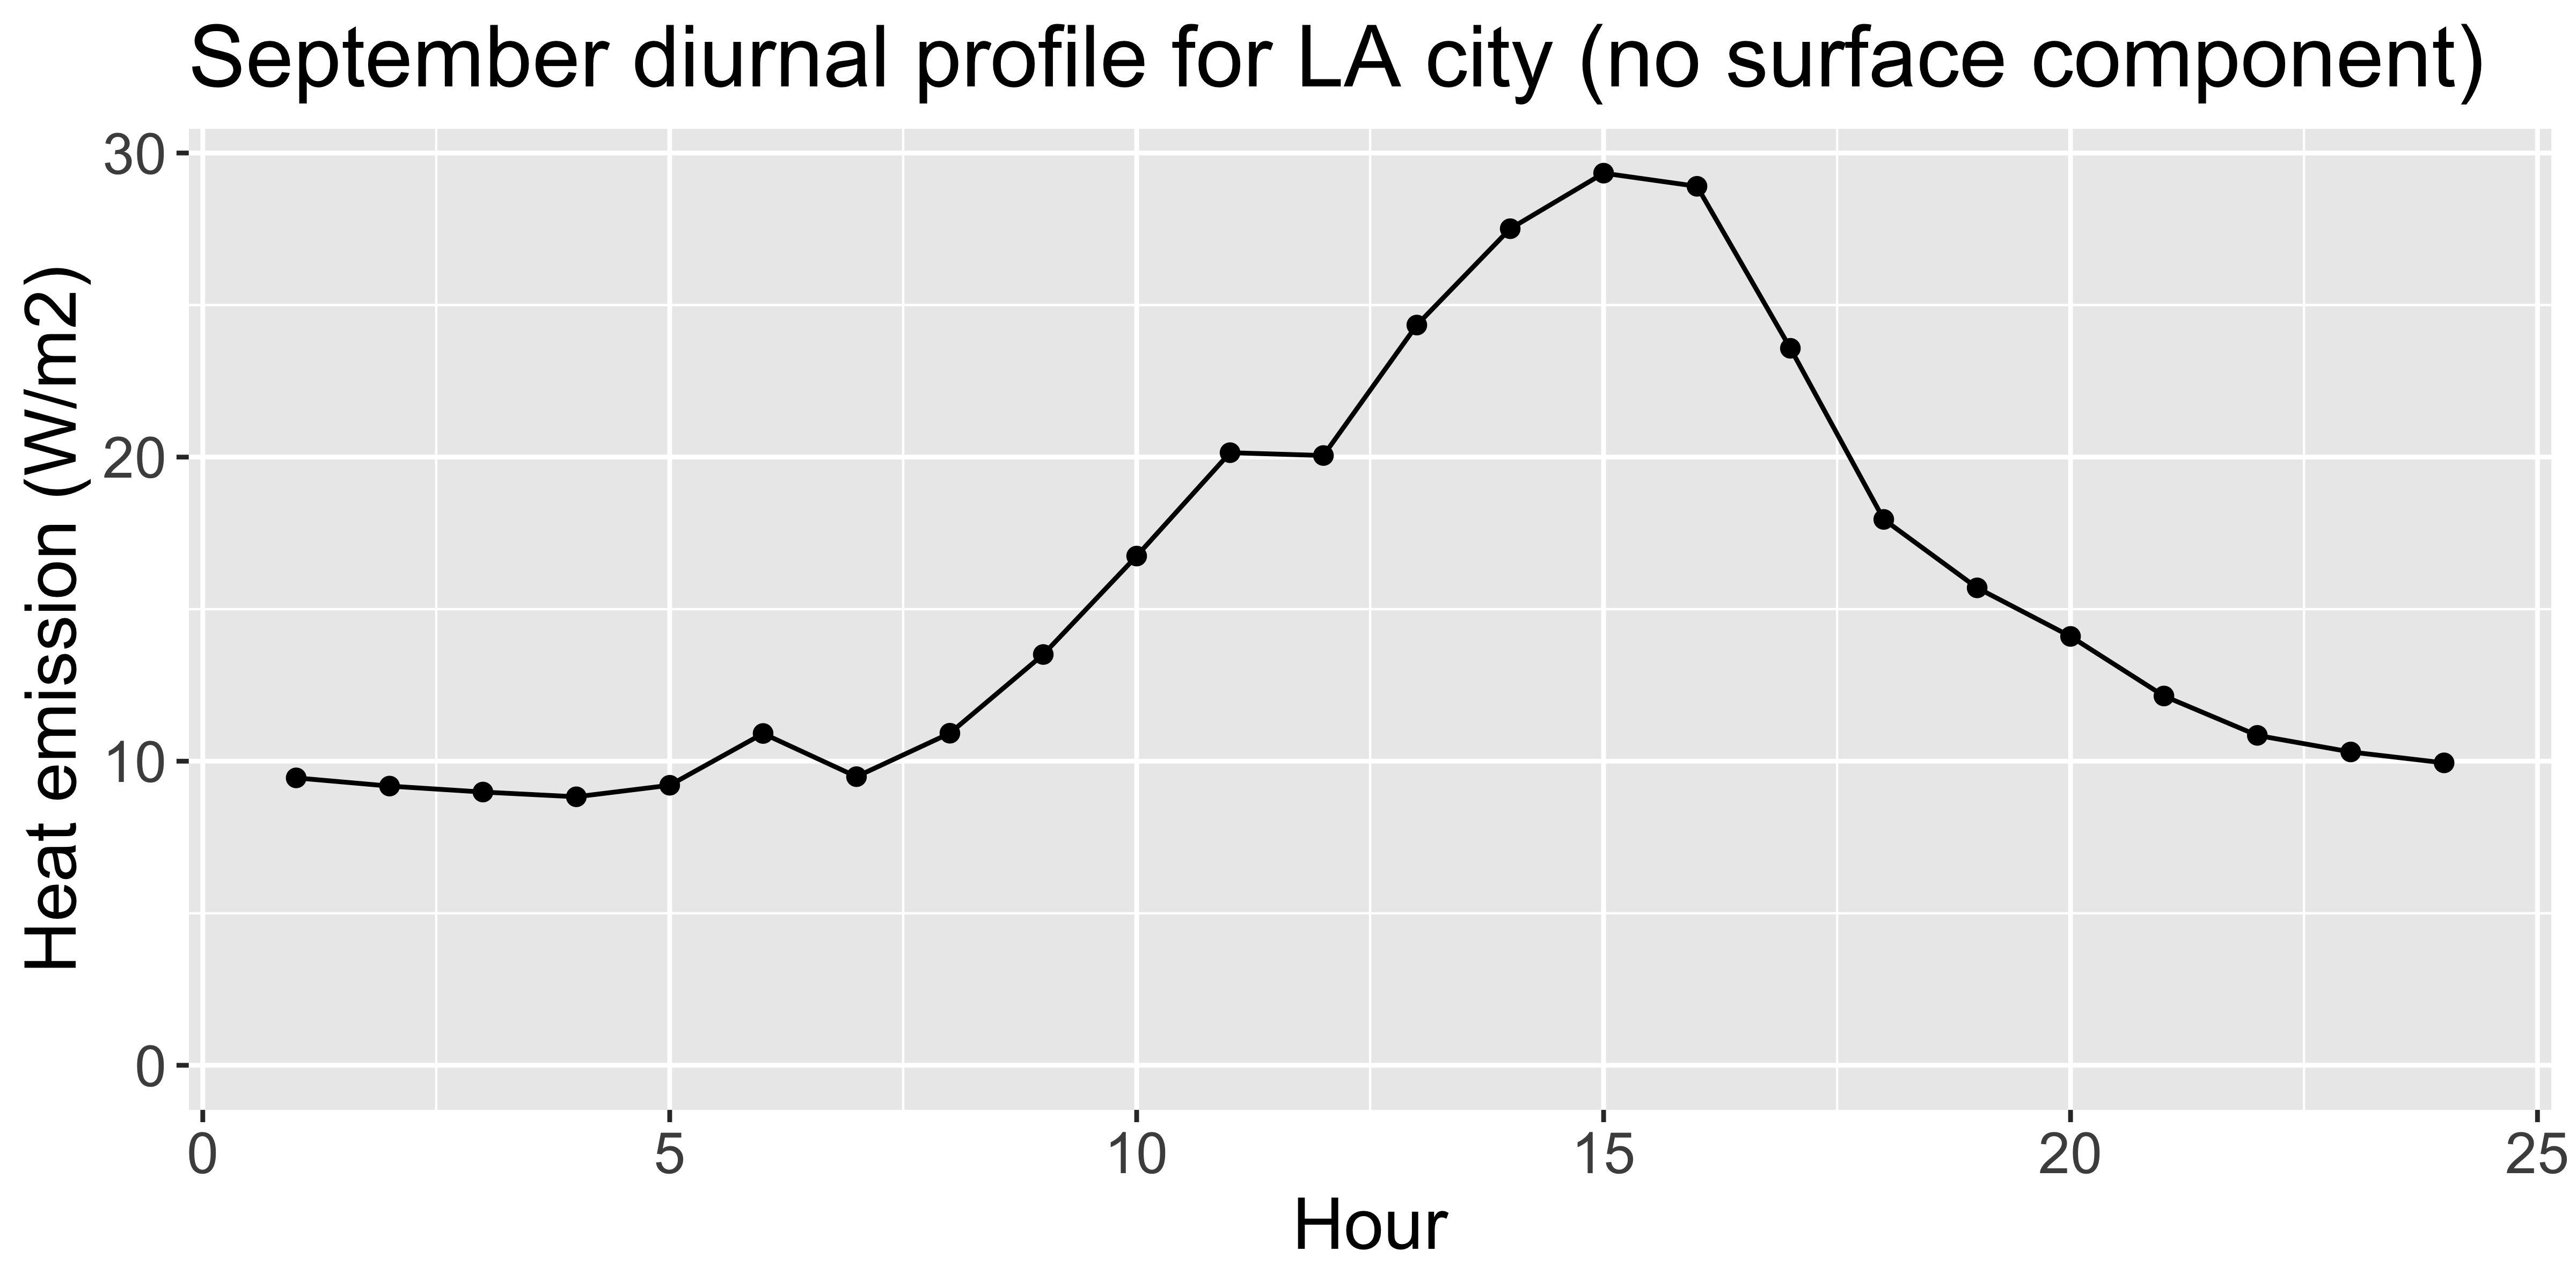 September diurnal profile for LA city (no surface component)
Heat emission (W/m2)
30
20
10
0
0 5 10 15 20 25
Hour